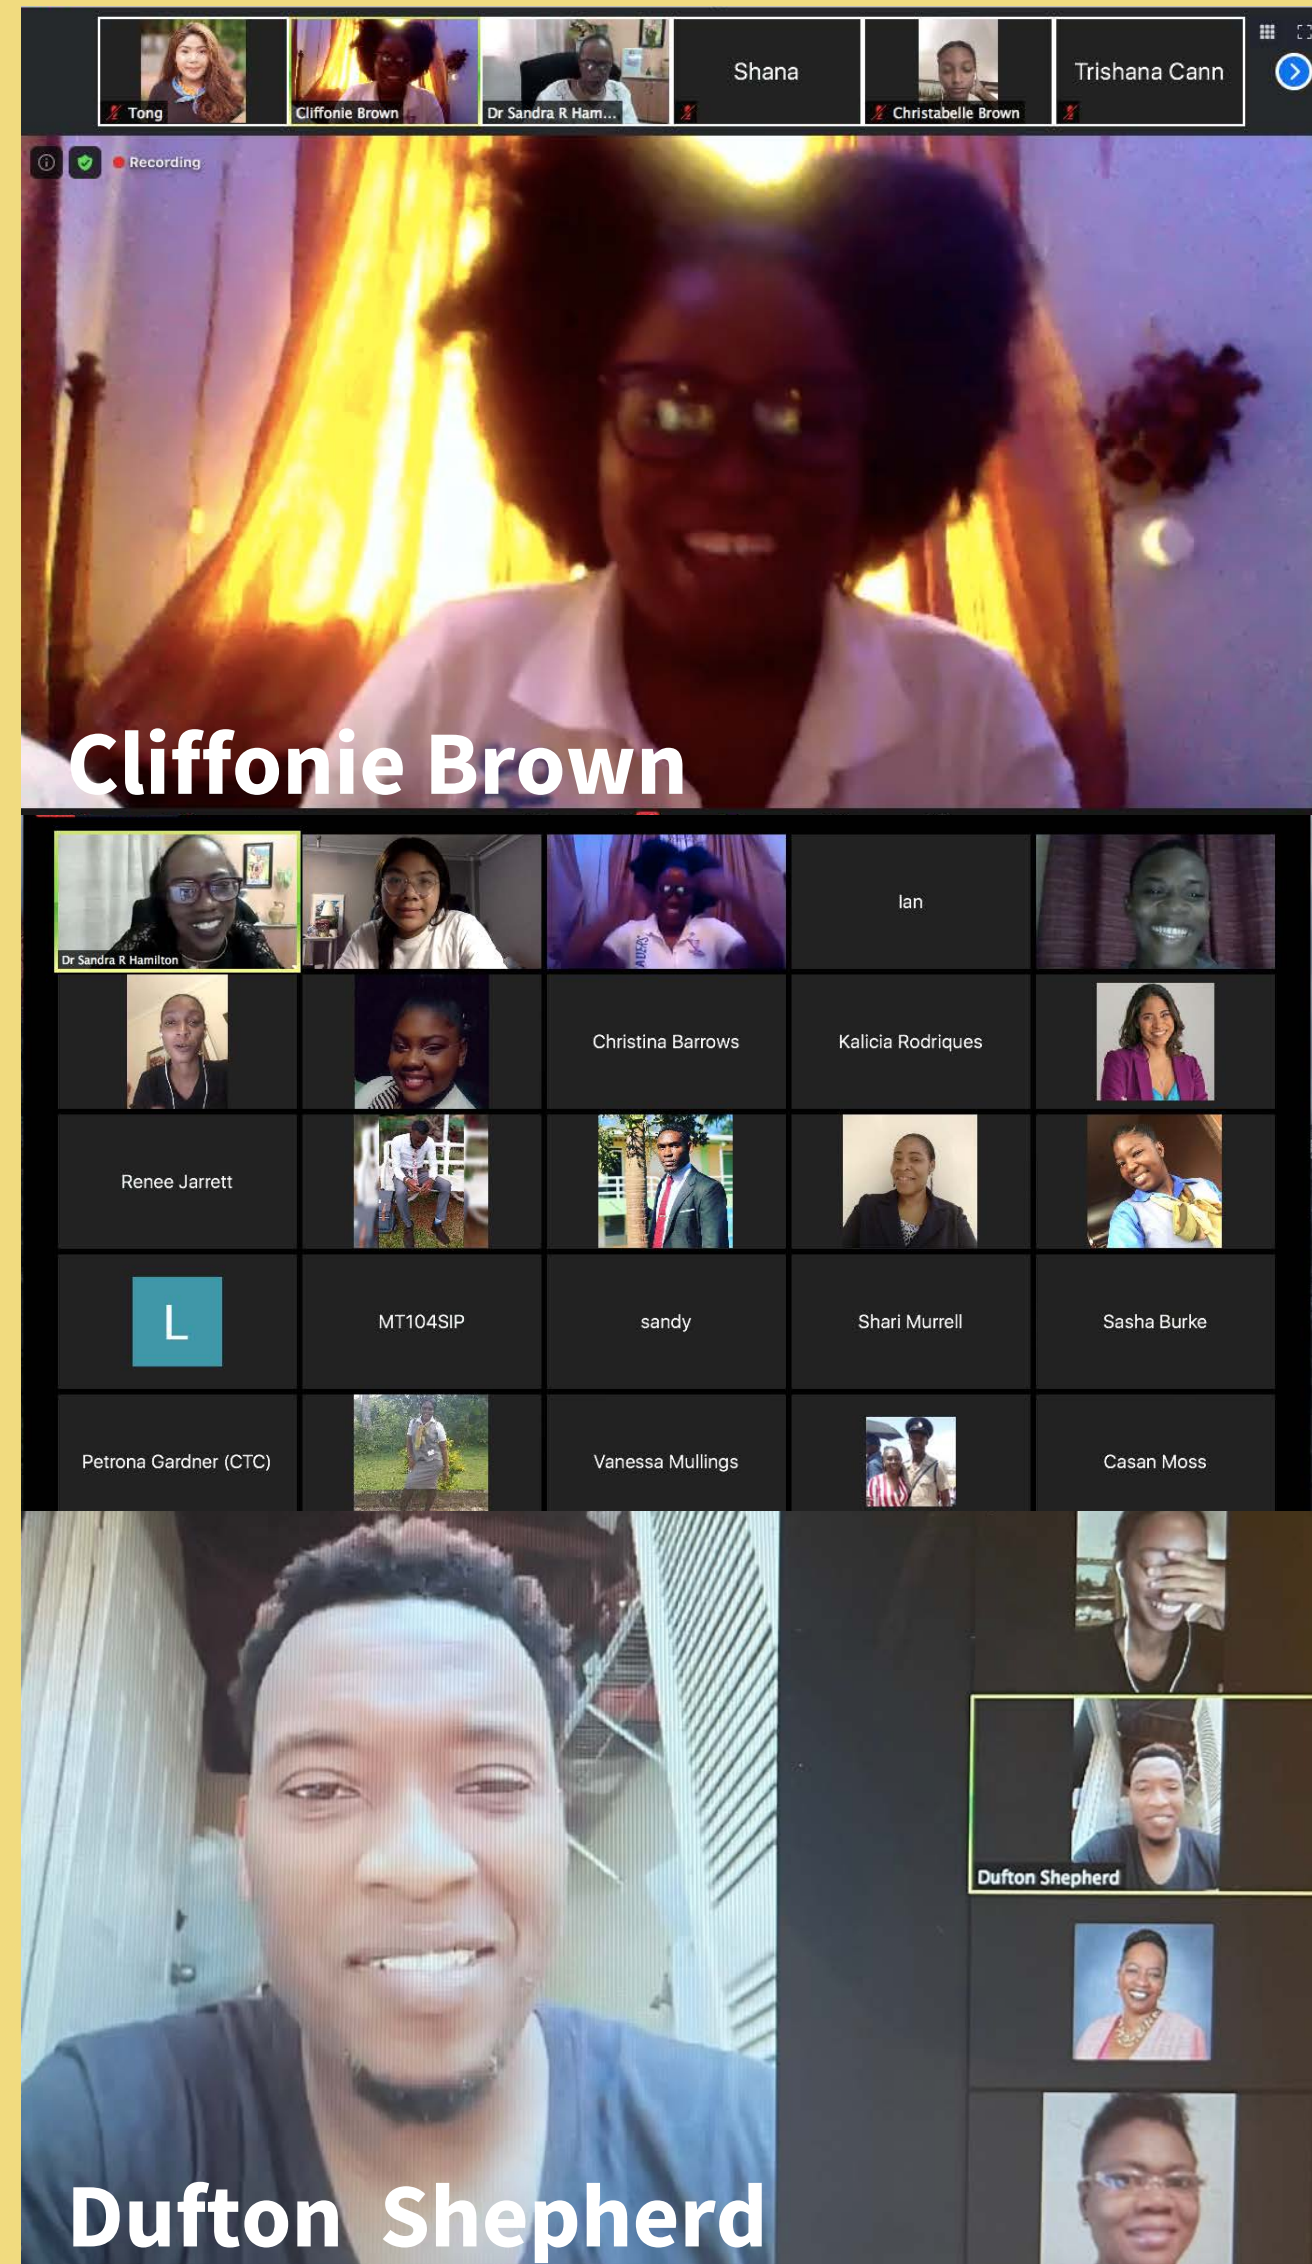 Tong
Cliffonie Brown
Dr Sandra R Ham...
Shana
Christabelle Brown
Trishana Cann
Recording
Cliffonie Brown
Dr Sandra R Hamilton
Ian
Christina Barrows
Kalicia Rodriques
Renee Jarrett
L
MT104SIP
sandy
Shari Murrell
Sasha Burke
Petrona Gardner (CTC)
Vanessa Mullings
Casan Moss
Dufton Shepherd
Dufton Shepherd